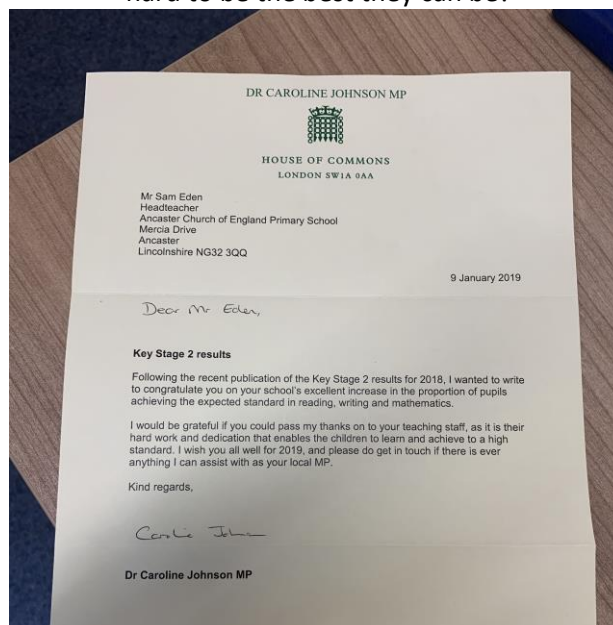 hard to be the best they can be.
DR CAROLINE JOHNSON MP
HOUSE OF COMMONS
LONDON SW1A 0AA
Mr Sam Eden
Headteacher
Ancaster Church of England Primary School
Mercia Drive
Ancaster
Lincolnshire NG32 3QQ
9 January 2019
Dear Mr Eden,
Key Stage 2 results
Following the recent publication of the Key Stage 2 results for 2018, I wanted to write
to congratulate you on your school's excellent increase in the proportion of pupils
achieving the expected standard in reading, writing and mathematics.
I would be grateful if you could pass my thanks on to your teaching staff, as it is their
hard work and dedication that enables the children to learn and achieve to a high
standard. I wish you all well for 2019, and please do get in touch if there is ever
anything I can assist with as your local MP.
Kind regards,
Dr Caroline Johnson MP